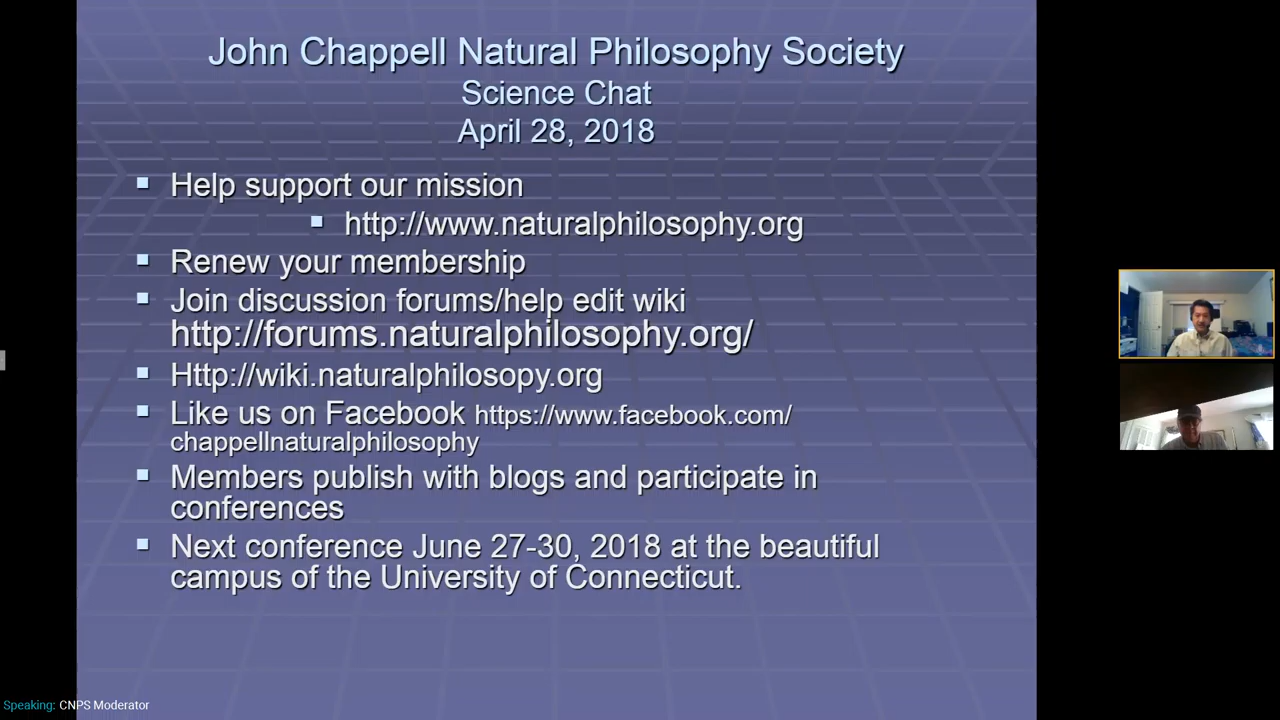 John Chappell Natural Philosophy Society
Science Chat
April 28, 2018
Help support our mission
http://www.naturalphilosophy.org
Renew your membership
Join discussion forums/help edit wiki
http://forums.naturalphilosophy.org/
Http://wiki.naturalphilosopy.org
Like us on Facebook https://www.facebook.com/
chappellnaturalphilosophy
Members publish with blogs and participate in
conferences
Next conference June 27-30, 2018 at the beautiful
campus of the University of Connecticut.
Speaking: CNPS Moderator